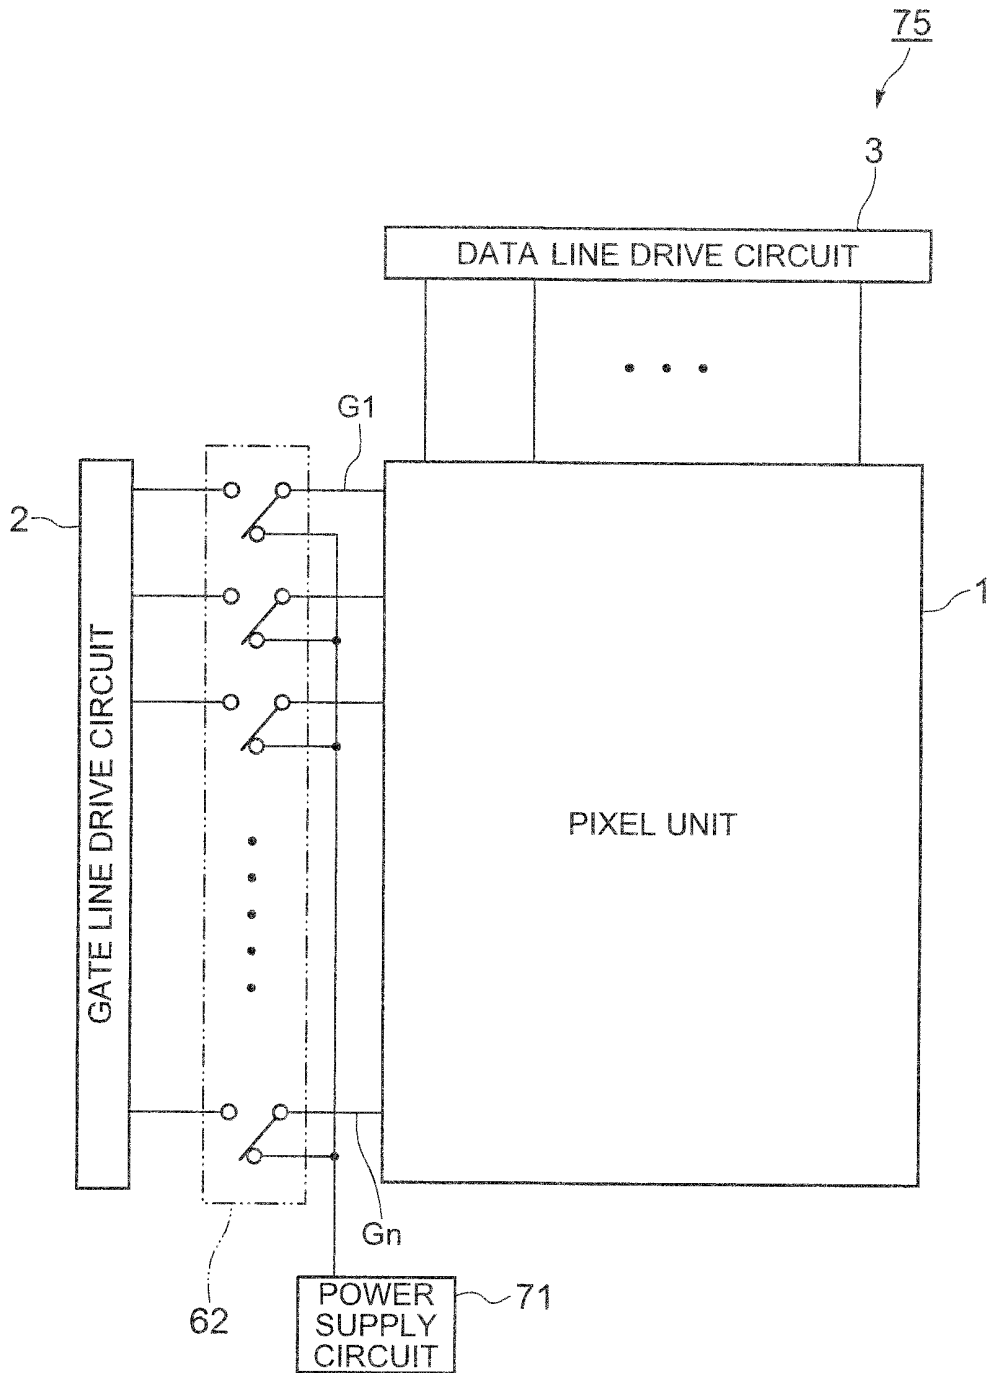 75
3
DATA LINE DRIVE CIRCUIT
G1
2
GATE LINE DRIVE CIRCUIT
1
PIXEL UNIT
Gn
62
71
POWER
SUPPLY
CIRCUIT